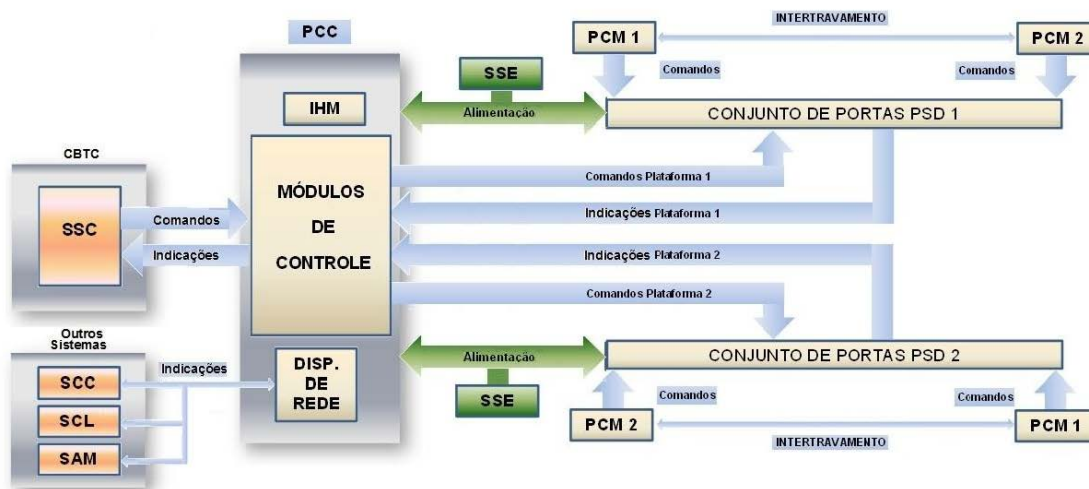 PCC
INTERTRAVAMENTO
PCM 1
PCM 2
Comandos
Comandos
SSE
Alimentação
CONJUNTO DE PORTAS PSD 1
IHM
CBTC
SSC
Comandos
Indicações
MÓDULOS
DE
CONTROLE
Comandos Plataforma 1
Indicações Plataforma 1
Indicações Plataforma 2
Comandos Plataforma 2
Outros
Sistemas
SCC
SCL
SAM
Indicações
DISP.
DE
REDE
Alimentação
SSE
CONJUNTO DE PORTAS PSD 2
Comandos
Comandos
PCM 2
PCM 1
INTERTRAVAMENTO